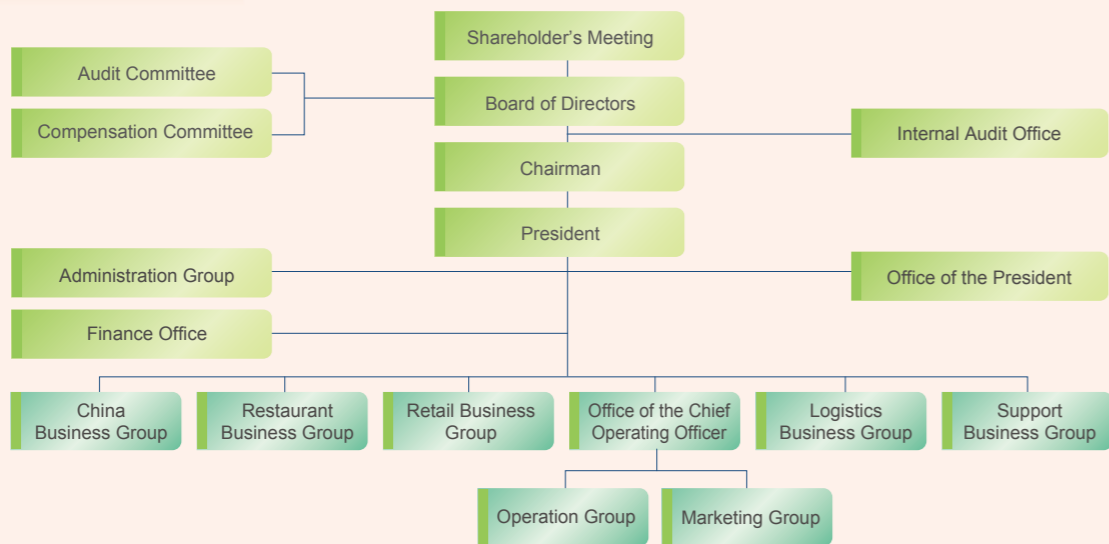 Shareholder's Meeting
Audit Committee
Board of Directors
Compensation Committee
Internal Audit Office
Chairman
President
Administration Group
Office of the President
Finance Office
China
Business Group
Restaurant
Business Group
Retail Business
Group
Office of the Chief
Operating Officer
Logistics
Business Group
Support
Business Group
Operation Group
Marketing Group